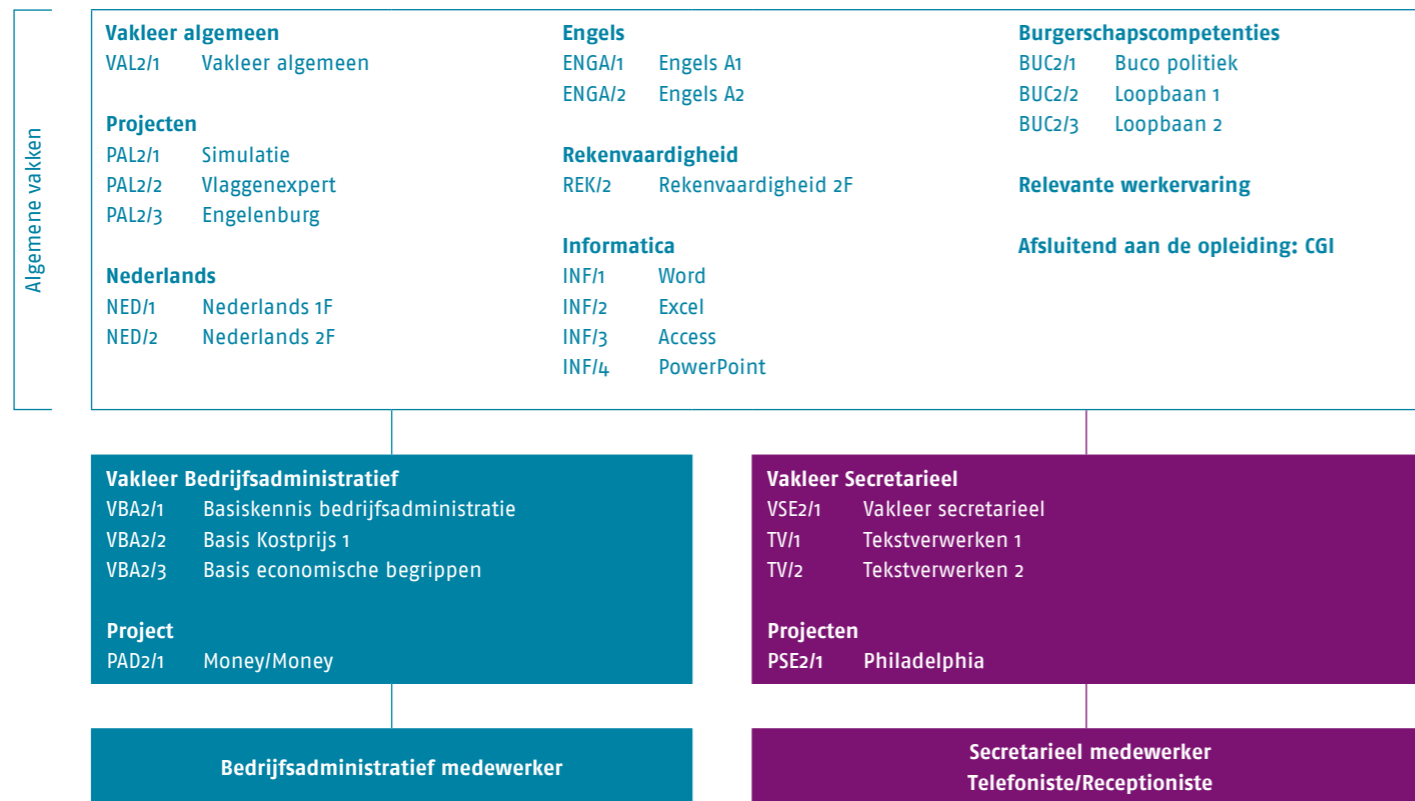 Algemene vakken
Vakleer algemeen
VAL2/1 Vakleer algemeen
Projecten
PAL2/1 Simulatie
PAL2/2 Vlaggenexpert
PAL2/3 Engelenburg
Nederlands
NED/1 Nederlands 1F
NED/2 Nederlands 2F
Engels
ENGA/1 Engels A1
ENGA/2 Engels A2
Rekenvaardigheid
REK/2 Rekenvaardigheid 2F
Informatica
INF/1 Word
INF/2 Excel
INF/3 Access
INF/4 PowerPoint
Burgerschapscompetenties
BUC2/1 Buco politiek
BUC2/2 Loopbaan 1
BUC2/3 Loopbaan 2
Relevante werkervaring
Afsluitend aan de opleiding: CGI
Vakleer Bedrijfsadministratief
VBA2/1 Basiskennis bedrijfsadministratie
VBA2/2 Basis Kostprijs 1
VBA2/3 Basis economische begrippen
Project
PAD2/1 Money/Money
Bedrijfsadministratief medewerker
Vakleer Secretarieel
VSE2/1 Vakleer secretarieel
TV/1 Tekstverwerken 1
TV/2 Tekstverwerken 2
Projecten
PSE2/1 Philadelphia
Secretarieel medewerker
Telefoniste/Receptioniste